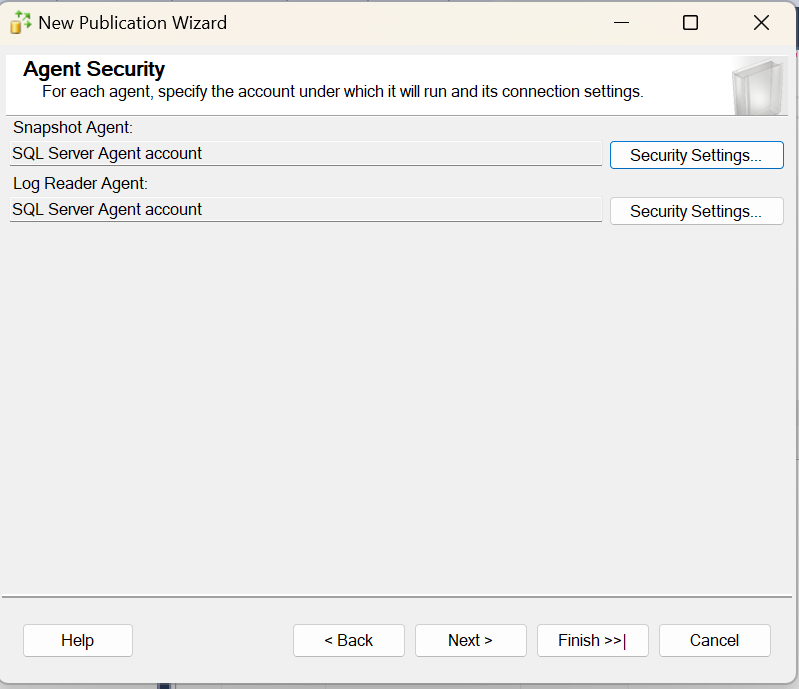 New Publication Wizard
Agent Security
For each agent, specify the account under which it will run and its connection settings.
Snapshot Agent:
SQL Server Agent account
Security Settings...
Log Reader Agent:
SQL Server Agent account
Security Settings...
Help
< Back
Next >
Finish >>|
Cancel